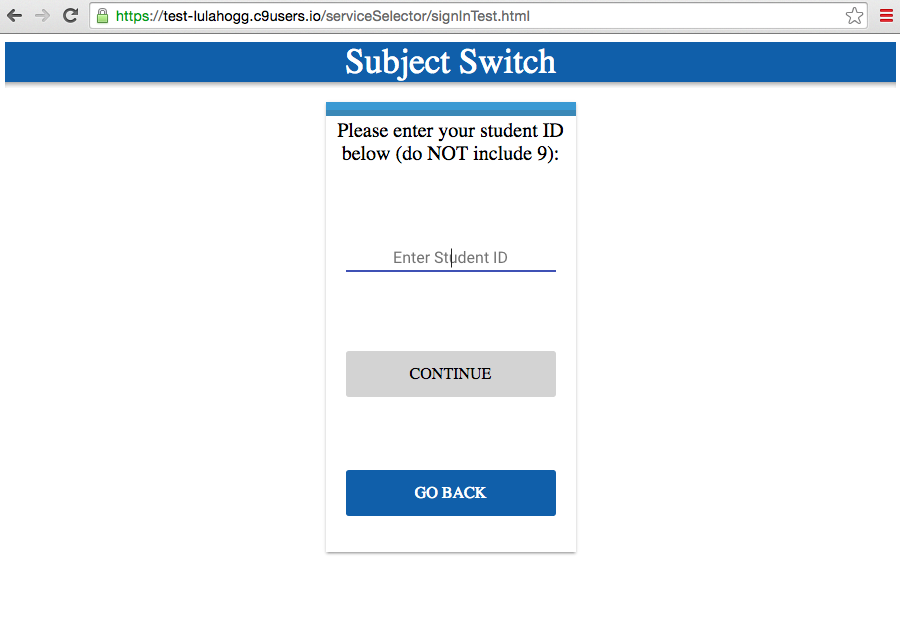 https://test-lulahogg.c9users.io/serviceSelector/signInTest.html
Subject Switch
Please enter your student ID
below (do NOT include 9):
Enter Student ID
CONTINUE
GO BACK